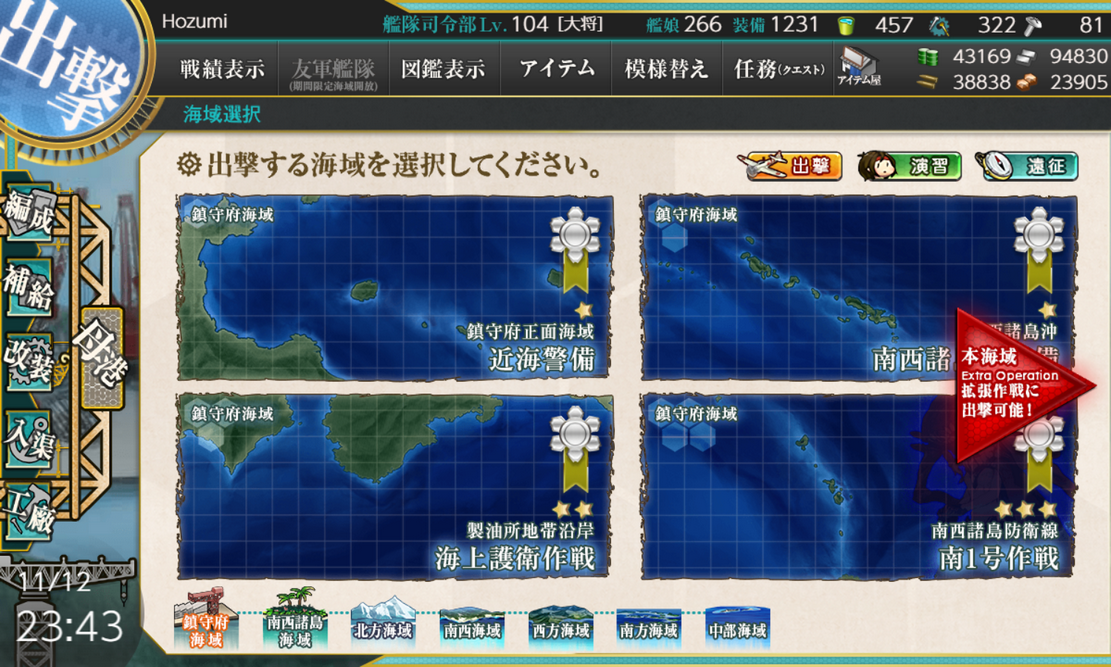 出撃
Hozumi
艦隊司令部Lv.104 [大将]
艦娘 266 装備 1231 457 322 81
戦績表示
友軍艦隊
(期間限定海域開放)
図鑑表示
アイテム
模様替え
任務(クエスト)
アイテム屋
43169 94830
38838 23905
海域選択
出撃する海域を選択してください。
出撃
演習
遠征
編成
補給
改装
入渠
工廠
母港
鎮守府海域
鎮守府正面海域
近海警備
鎮守府海域
諸島沖
南西諸
備
本海域
Extra Operation
拡張作戦に
出撃可能!
鎮守府海域
製油所地帯沿岸
海上護衛作戦
鎮守府海域
南西諸島防衛線
南1号作戦
11/12
23:43
鎮守府
海域
南西諸島
海域
北方海域
南西海域
西方海域
南方海域
中部海域